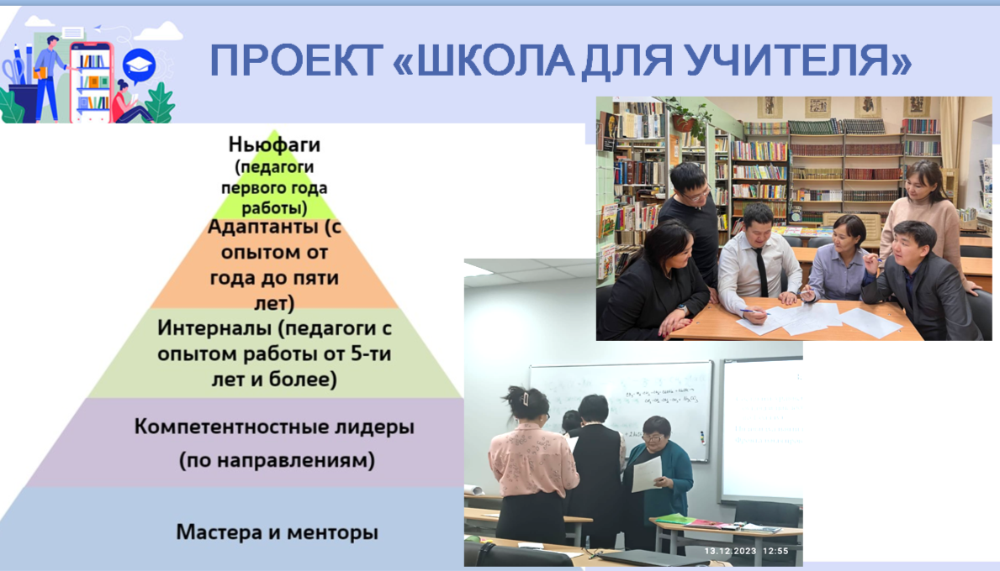 ПРОЕКТ «ШКОЛА ДЛЯ УЧИТЕЛЯ»
Ньюфаги
(педагоги
первого года
работы)
Адаптанты (с
опытом от
года до пяти
лет)
Интерналы (педагоги с
опытом работы от 5-ти
лет и более)
Компетентностные лидеры
(по направлениям)
Мастера и менторы
13.12.2023 12:55